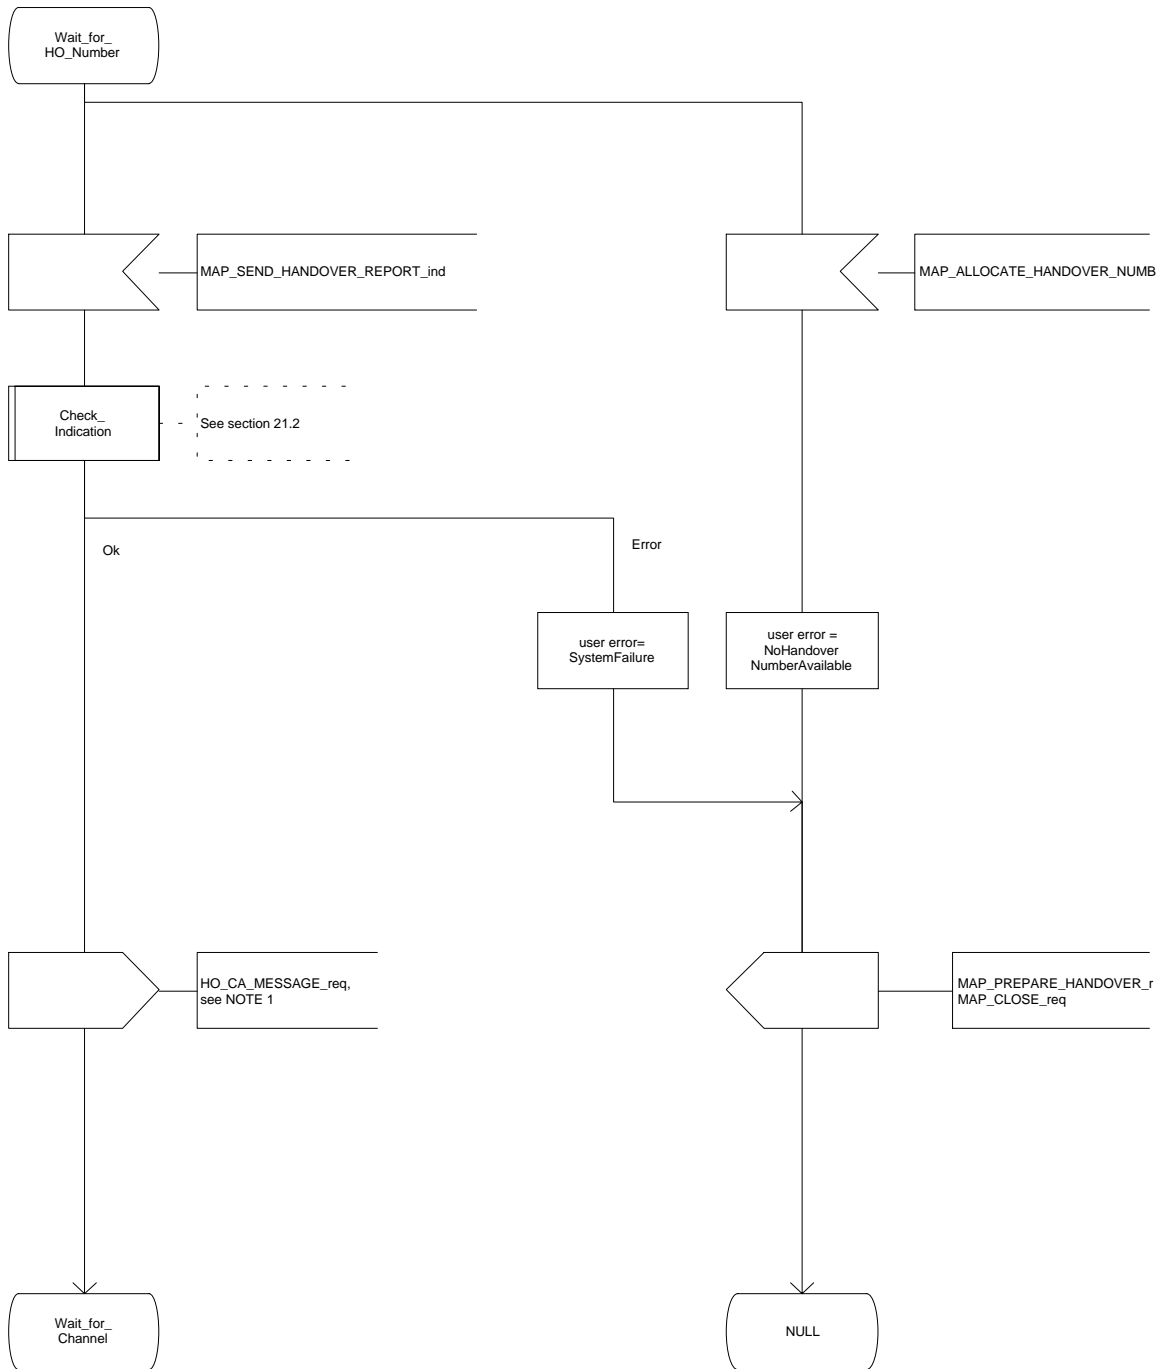 Wait_for_
HO_Number
MAP_SEND_HANDOVER_REPORT_ind
MAP_ALLOCATE_HANDOVER_NUMB
Check_
Indication
See section 21.2
Ok
Error
user error=
SystemFailure
user error =
NoHandover
NumberAvailable
HO_CA_MESSAGE_req,
see NOTE 1
MAP_PREPARE_HANDOVER_r
MAP_CLOSE_req
Wait_for_
Channel
NULL